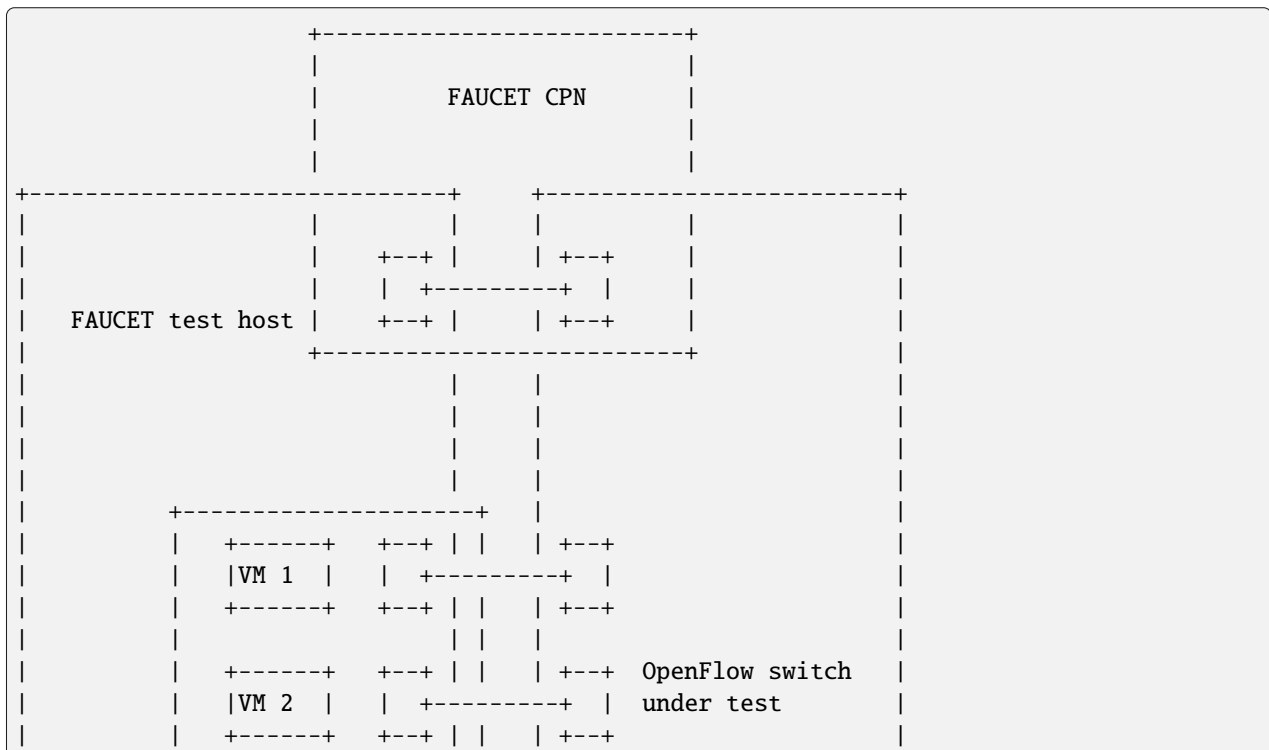 FAUCET CPN
FAUCET test host
VM 1
OpenFlow switch
VM 2
under test